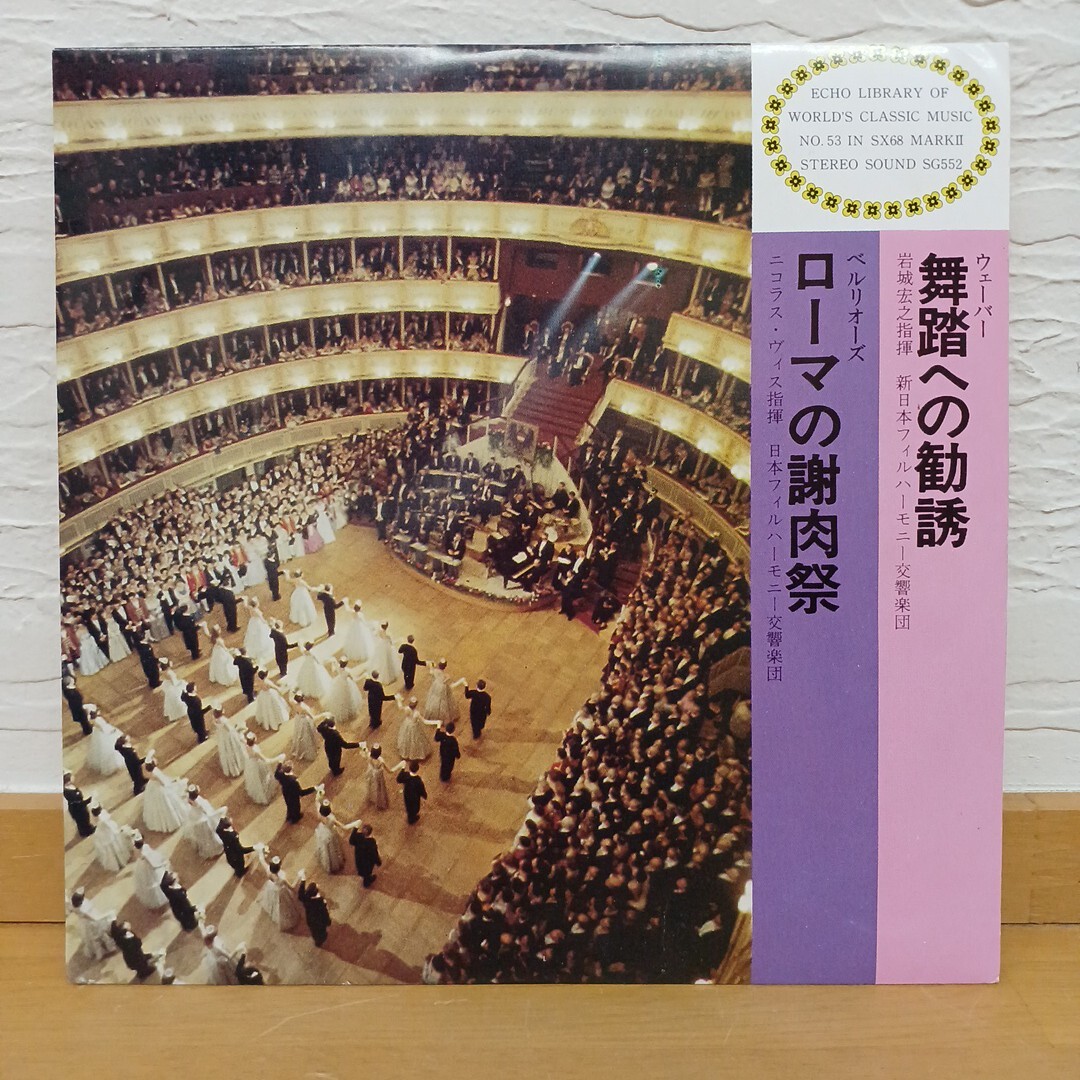 ECHO LIBRARY OF
WORLD'S CLASSIC MUSIC
NO. 53 IN SX68 MARKⅡ
STEREO SOUND SG552
ウェーバー
舞踏への勧誘
岩城宏之指揮 新日本フィルハーモニー交響楽団
ベルリオーズ
ローマの謝肉祭
ニコラス・ヴィス指揮 日本フィルハーモニー交響楽団